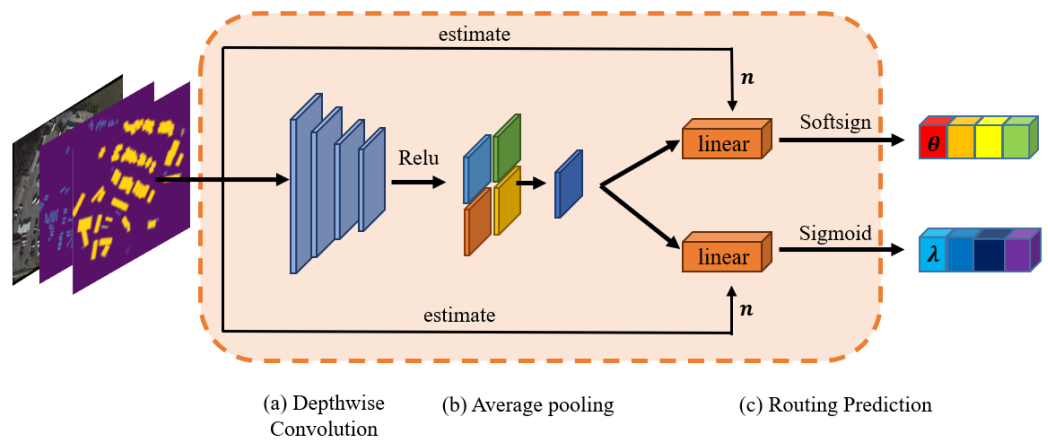 estimate
n
Softsign
θ
linear
Relu
linear
Sigmoid
λ
n
estimate
(a) Depthwise
Convolution
(b) Average pooling
(c) Routing Prediction